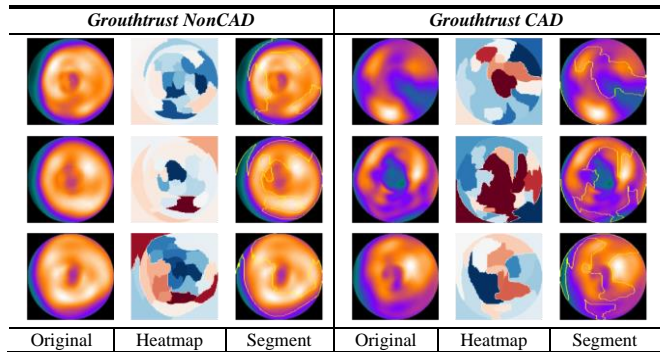 Grouthtrust NonCAD
Grouthtrust CAD
Original
Heatmap
Segment
Original
Heatmap
Segment